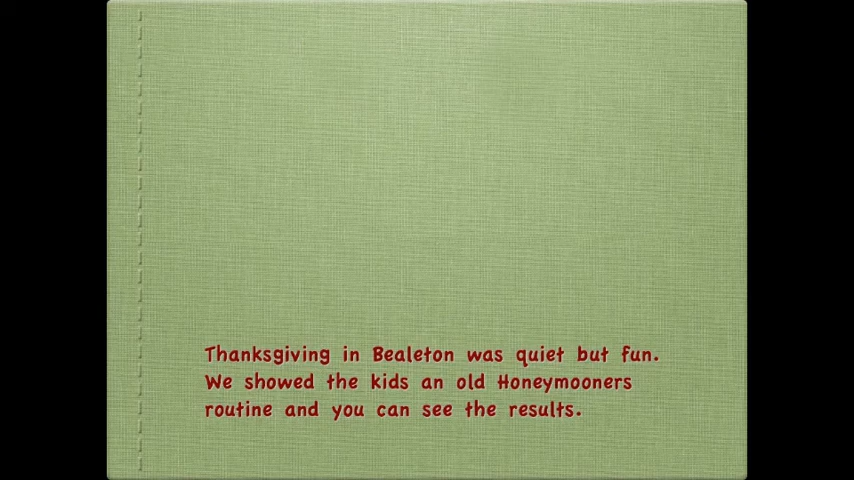 Thanksgiving in Bealeton was quiet but fun.
We showed the kids an old Honeymooners
routine and you can see the results.